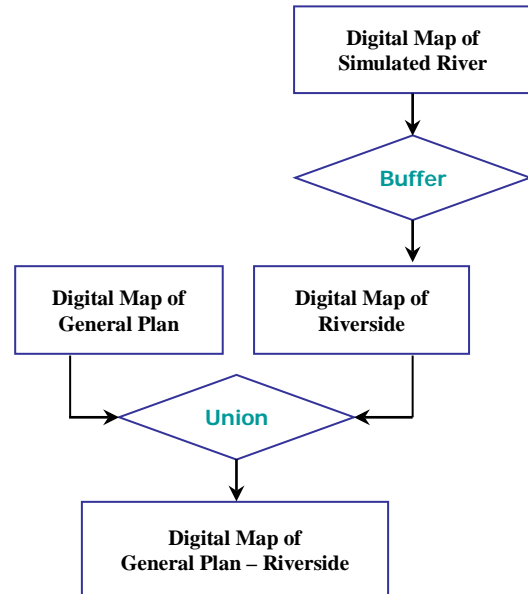 Digital Map of
Simulated River
Buffer
Digital Map of
General Plan
Digital Map of
Riverside
Union
Digital Map of
General Plan – Riverside